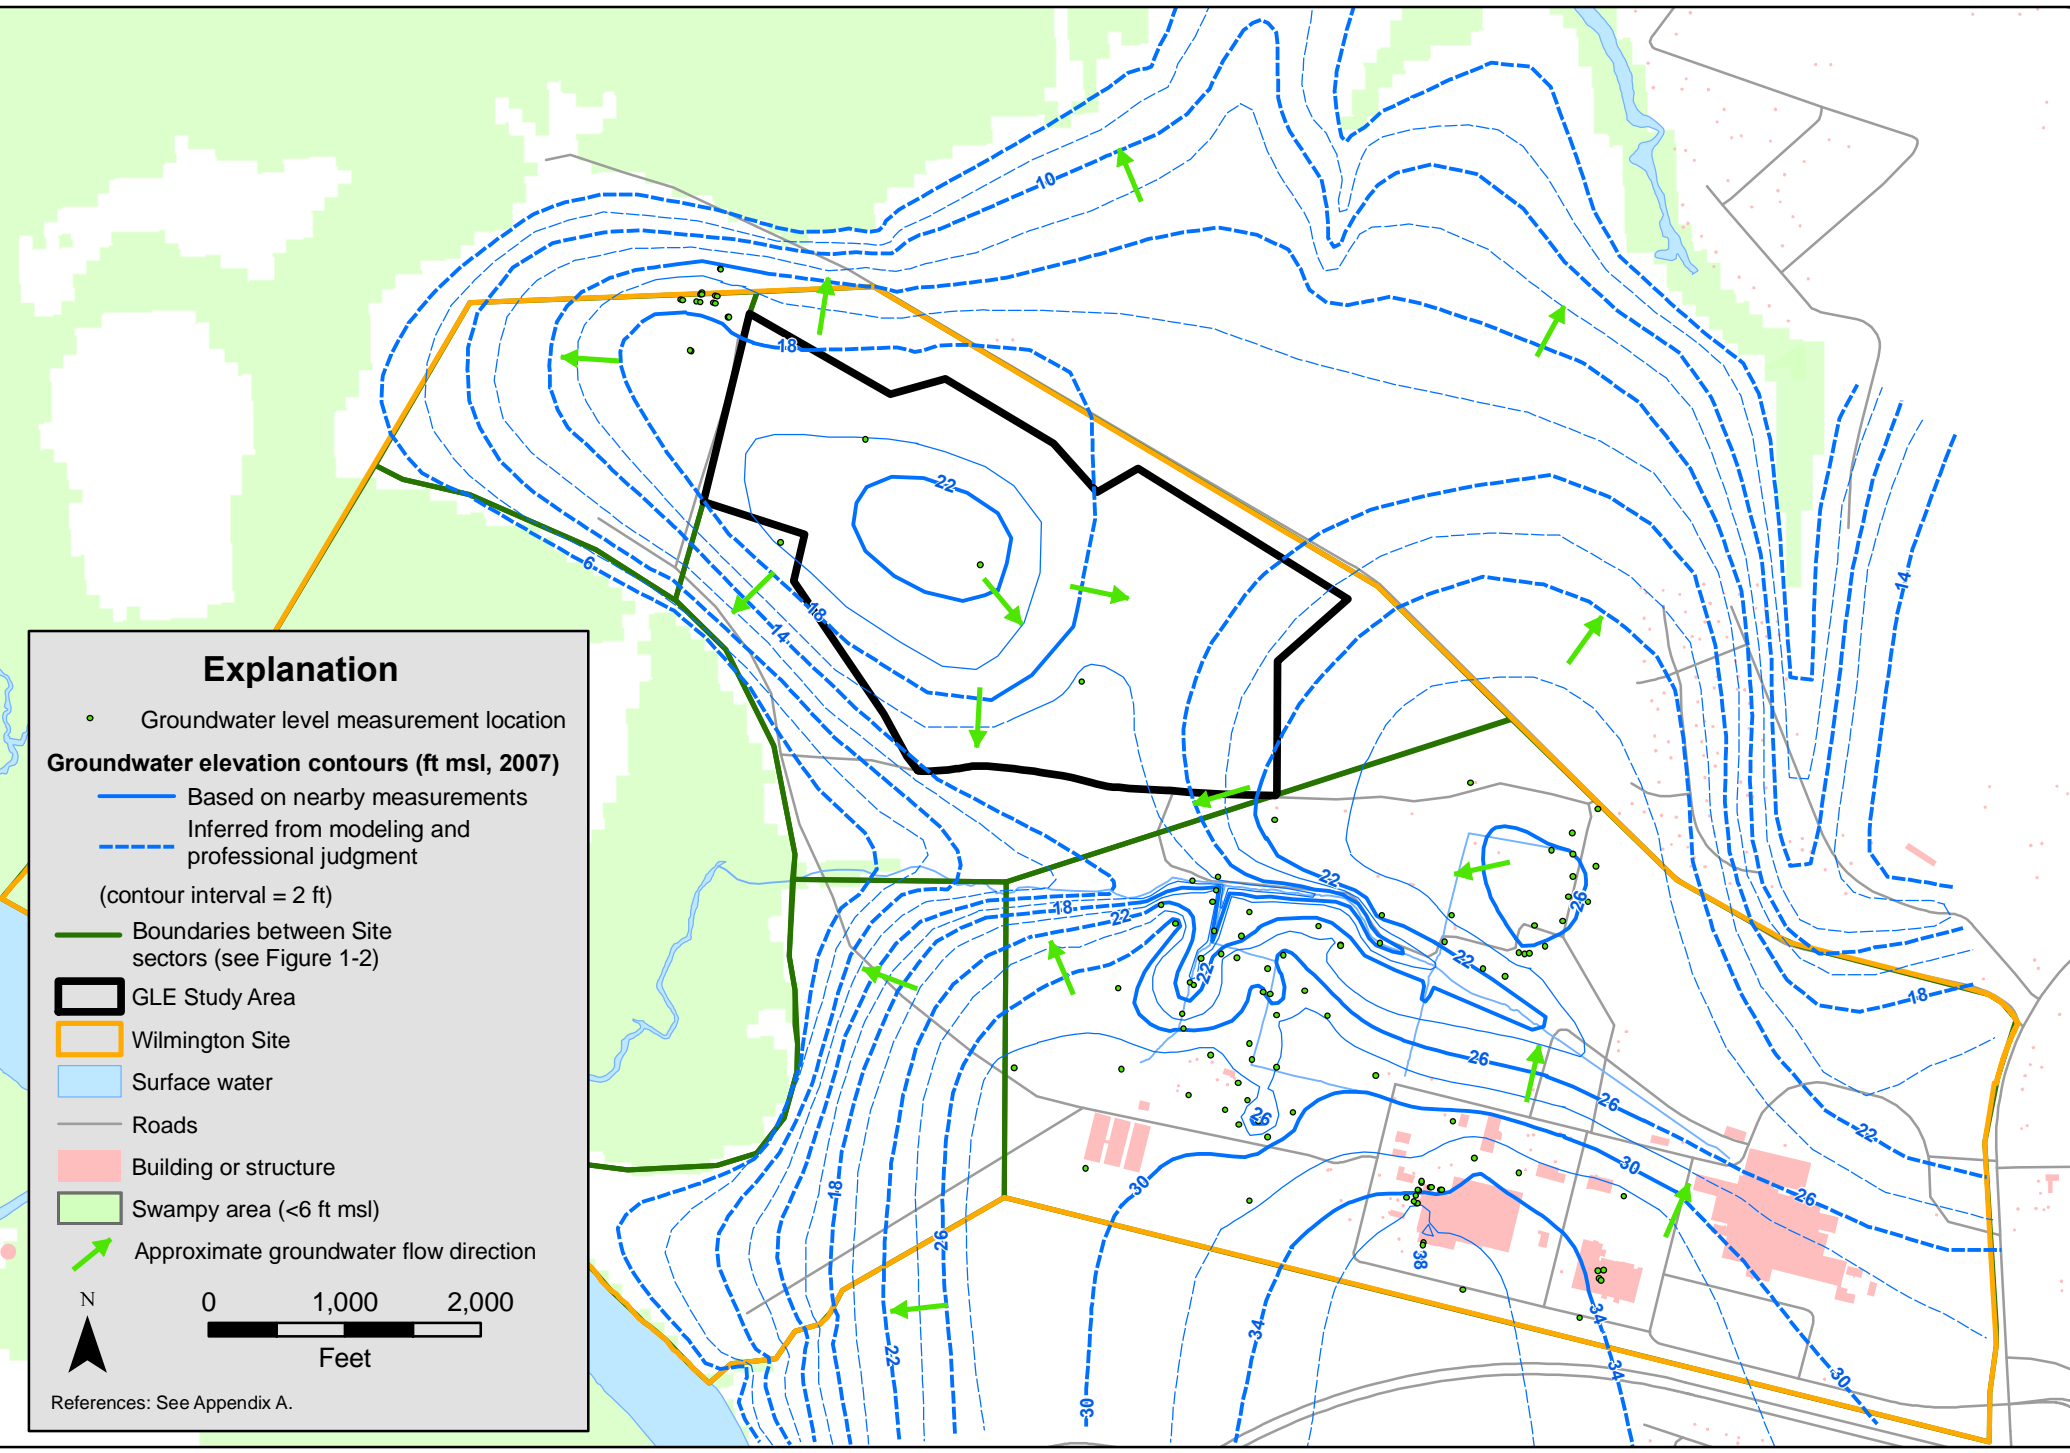 10
18
22
6
18
14
14
22
26
18
22
22
22
18
26
26
26
22
30
30
26
18
26
38
34
34
22
34
30
30
Explanation
Groundwater level measurement location
Groundwater elevation contours (ft msl, 2007)
Based on nearby measurements
Inferred from modeling and
professional judgment
(contour interval = 2 ft)
Boundaries between Site
sectors (see Figure 1-2)
GLE Study Area
Wilmington Site
Surface water
Roads
Building or structure
Swampy area (<6 ft msl)
Approximate groundwater flow direction
N
0 1,000 2,000
Feet
References: See Appendix A.